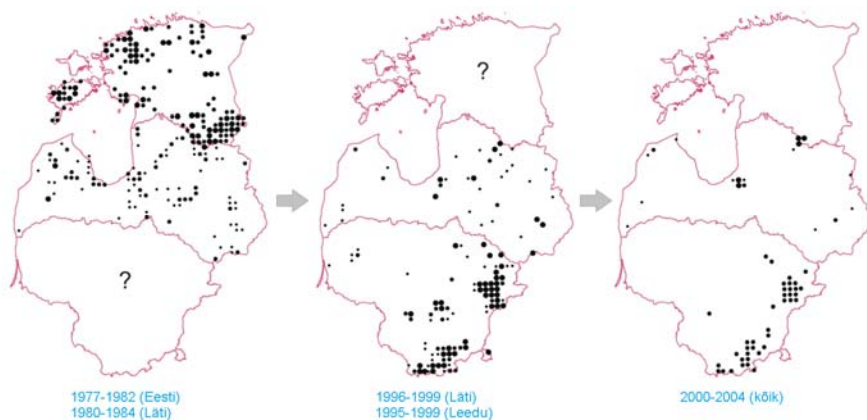 ?
?
1977-1982 (Eesti)
1980-1984 (Läti)
1996-1999 (Läti)
1995-1999 (Leedu)
2000-2004 (kõik)